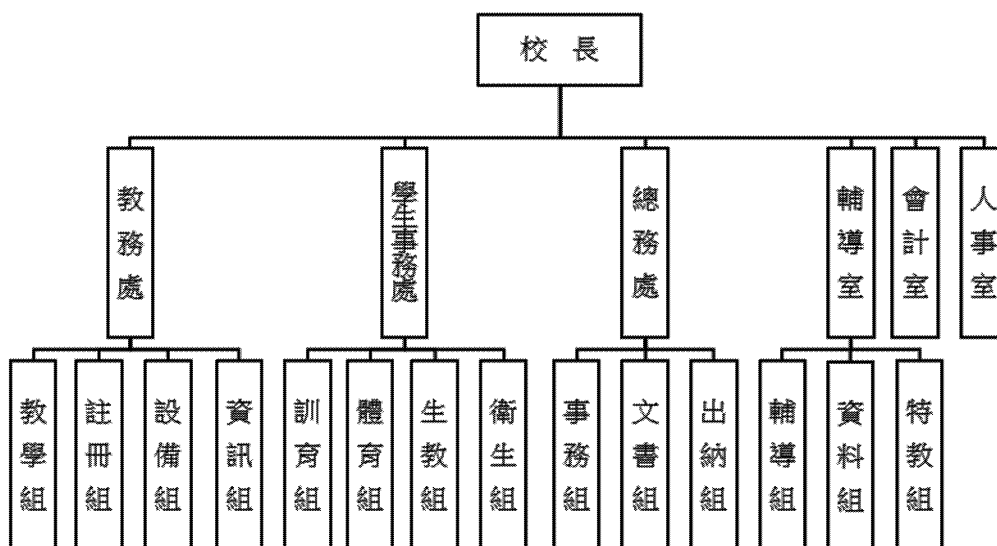 校長
教務處
學生事務處
總務處
輔導室
會計室
人事室
教學組
註冊組
設備組
資訊組
訓育組
體育組
生教組
衛生組
事務組
文書組
出納組
輔導組
資料組
特教組